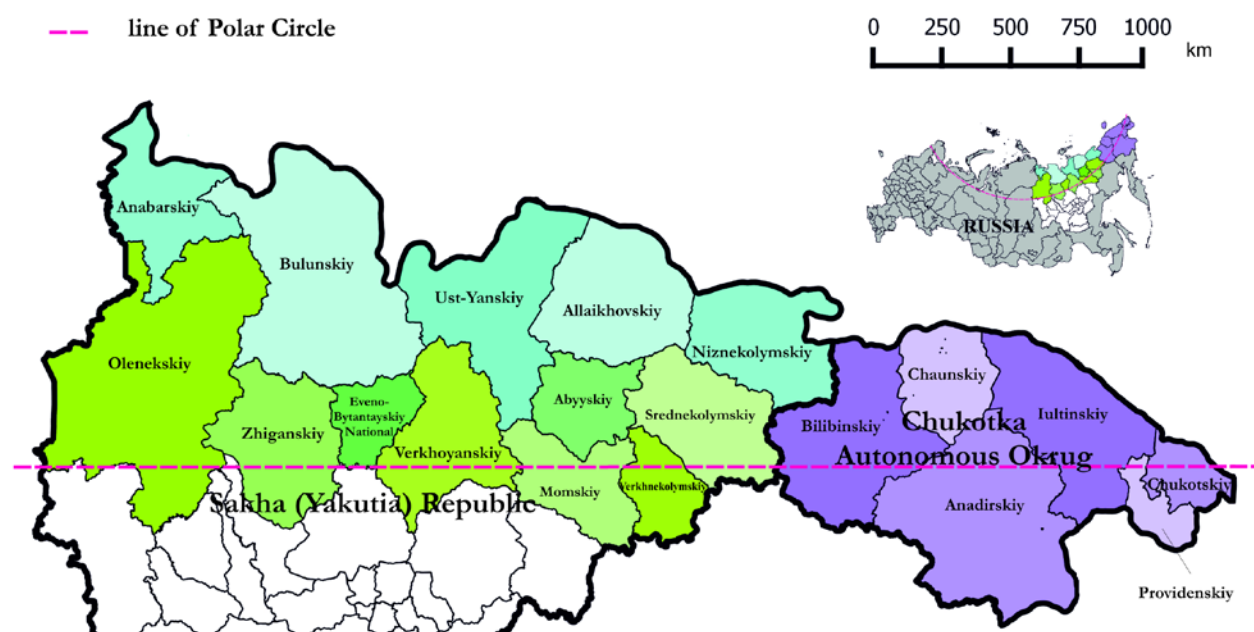 line of Polar Circle
0 250 500 750 1000
km
RUSSIA
Anabarskiy
Bulunskiy
Ust-Yanskiy
Allaikhovskiy
Niznekolymskiy
Olenekskiy
Chaunskiy
Eveno-
Bytantayskiy
National
Abyyskiy
Srednekolymskiy
Iultinskiy
Zhiganskiy
Bilibinskiy
Chukotka
Autonomous Okrug
Verkhoyanskiy
Momskiy
Verkhnekolymskiy
Chukotskiy
Sakha (Yakutia) Republic
Anadirskiy
Providenskiy